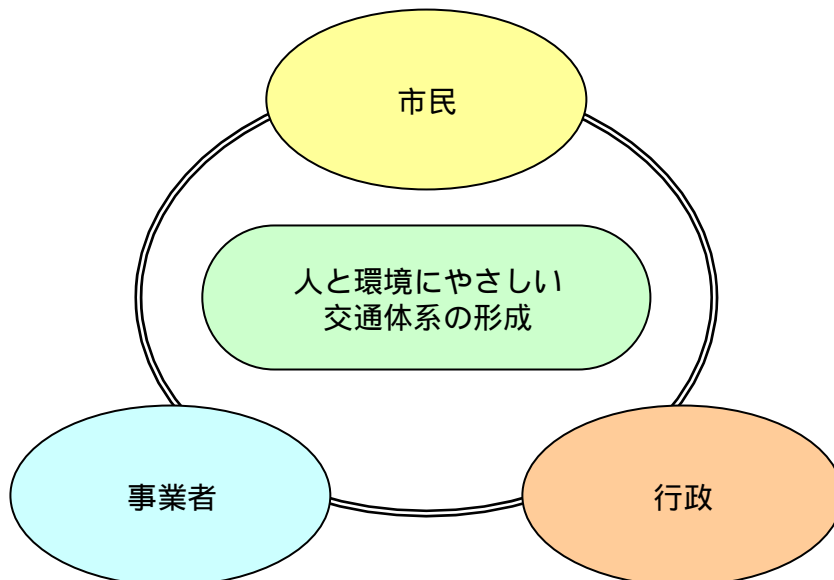 市民
人と環境にやさしい
交通体系の形成
事業者
行政